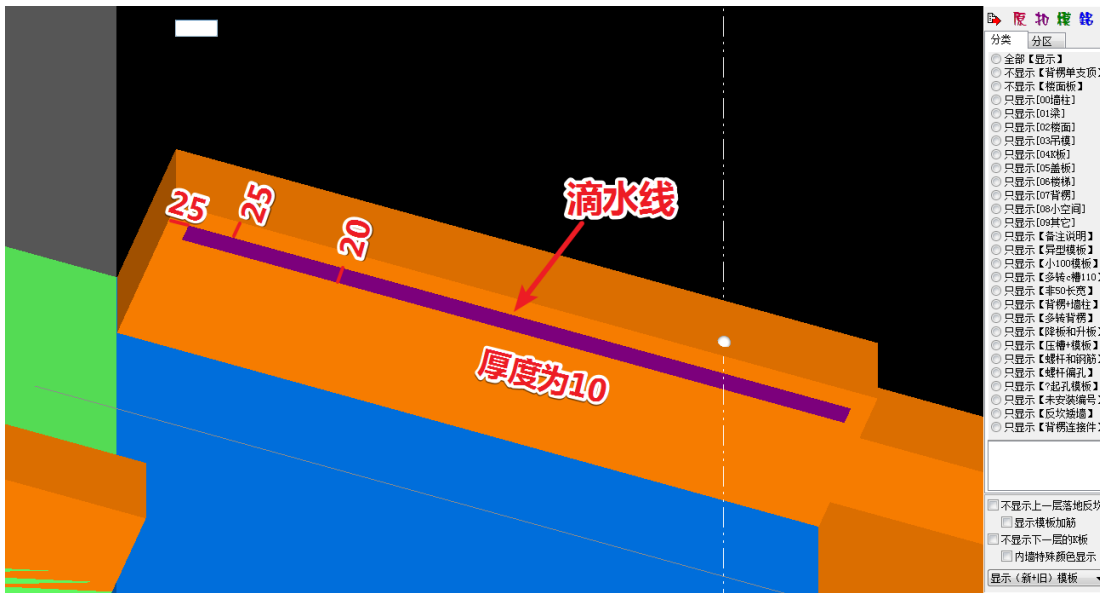 25
25
20
滴水线
厚度为10
分类
分区
全部【显示】
不显示【背楞单支顶】
不显示【楼面板】
只显示[00墙柱]
只显示[01梁]
只显示[02楼面]
只显示[03吊模]
只显示[04K板]
只显示[05盖板]
只显示[06楼梯]
只显示[07背楞]
只显示[08小空间]
只显示[09其它]
只显示【备注说明】
只显示【异型模板】
只显示【小100模板】
只显示【多转c槽110】
只显示【非50长宽】
只显示【背楞+墙柱】
只显示【多转背楞】
只显示【降板和升板】
只显示【压槽+模板】
只显示【螺杆和钢筋】
只显示【螺杆偏孔】
只显示【?起孔模板】
只显示【未安装编号】
只显示【反坎矮墙】
只显示【背楞连接件】
不显示上一层落地反坎
显示模板加筋
不显示下一层的K板
内墙特殊颜色显示
显示（新+旧）模板